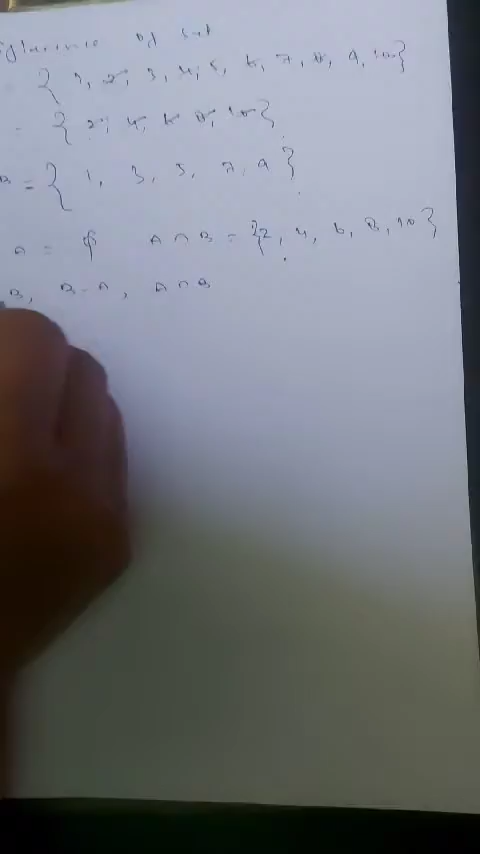 of set
{ 1, 2, 3, 4, 5, 6, 7, 8, 9, 10 }
= { 2, 4, 6, 8, 10 }
B = { 1, 3, 5, 7, 9 }
A = φ A ∩ B = { 2, 4, 6, 8, 10 }
B, B - A, A ∩ B